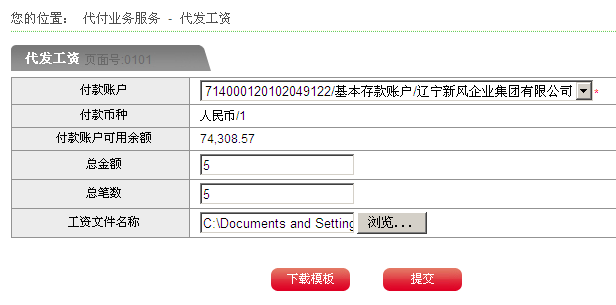 您的位置： 代付业务服务 - 代发工资
代发工资 页面号:0101
付款账户 714000120102049122/基本存款账户/辽宁新风企业集团有限公司 *
付款币种 人民币/1
付款账户可用余额 74,308.57
总金额 5
总笔数 5
工资文件名称 C:\Documents and Setting 浏览...
下载模板 提交